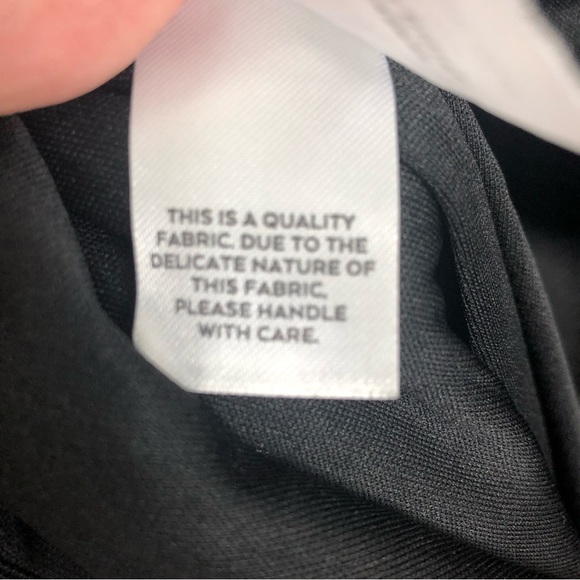 THIS IS A QUALITY
FABRIC. DUE TO THE
DELICATE NATURE OF
THIS FABRIC,
PLEASE HANDLE
WITH CARE.